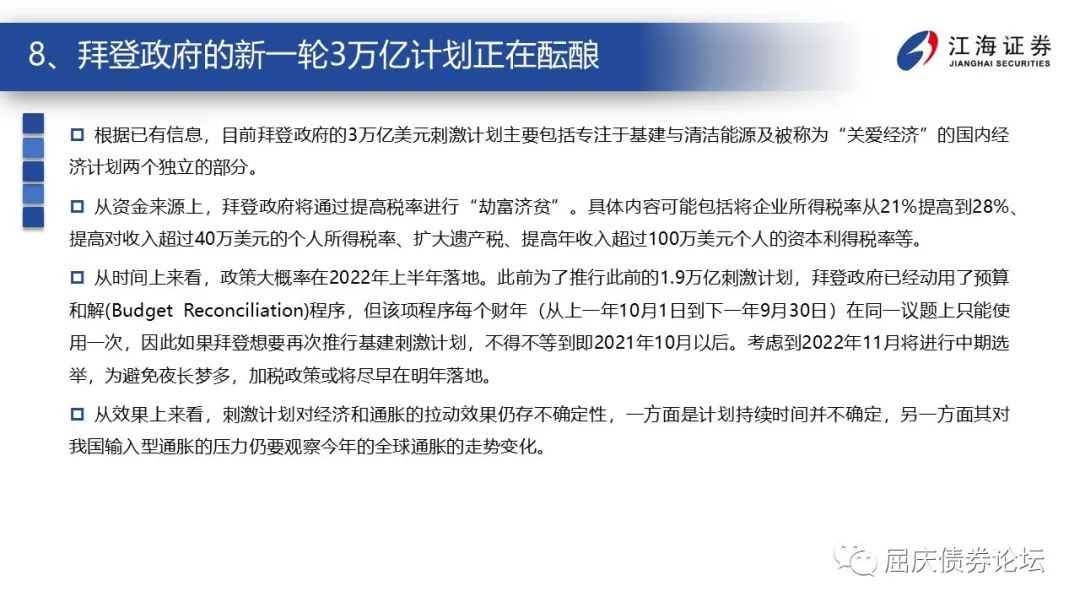 8、拜登政府的新一轮3万亿计划正在酝酿
江海证券
JIANGHAI SECURITIES
根据已有信息，目前拜登政府的3万亿美元刺激计划主要包括专注于基建与清洁能源及被称为“关爱经济”的国内经
济计划两个独立的部分。
从资金来源上，拜登政府将通过提高税率进行“劫富济贫”。具体内容可能包括将企业所得税率从21%提高到28%、
提高对收入超过40万美元的个人所得税率、扩大遗产税、提高年收入超过100万美元个人的资本利得税率等。
从时间上来看，政策大概率在2022年上半年落地。此前为了推行此前的1.9万亿刺激计划，拜登政府已经动用了预算
和解(Budget Reconciliation)程序，但该项程序每个财年（从上一年10月1日到下一年9月30日）在同一议题上只能使
用一次，因此如果拜登想要再次推行基建刺激计划，不得不等到即2021年10月以后。考虑到2022年11月将进行中期选
举，为避免夜长梦多，加税政策或将尽早在明年落地。
从效果上来看，刺激计划对经济和通胀的拉动效果仍存不确定性，一方面是计划持续时间并不确定，另一方面其对
我国输入型通胀的压力仍要观察今年的全球通胀的走势变化。
屈庆债券论坛